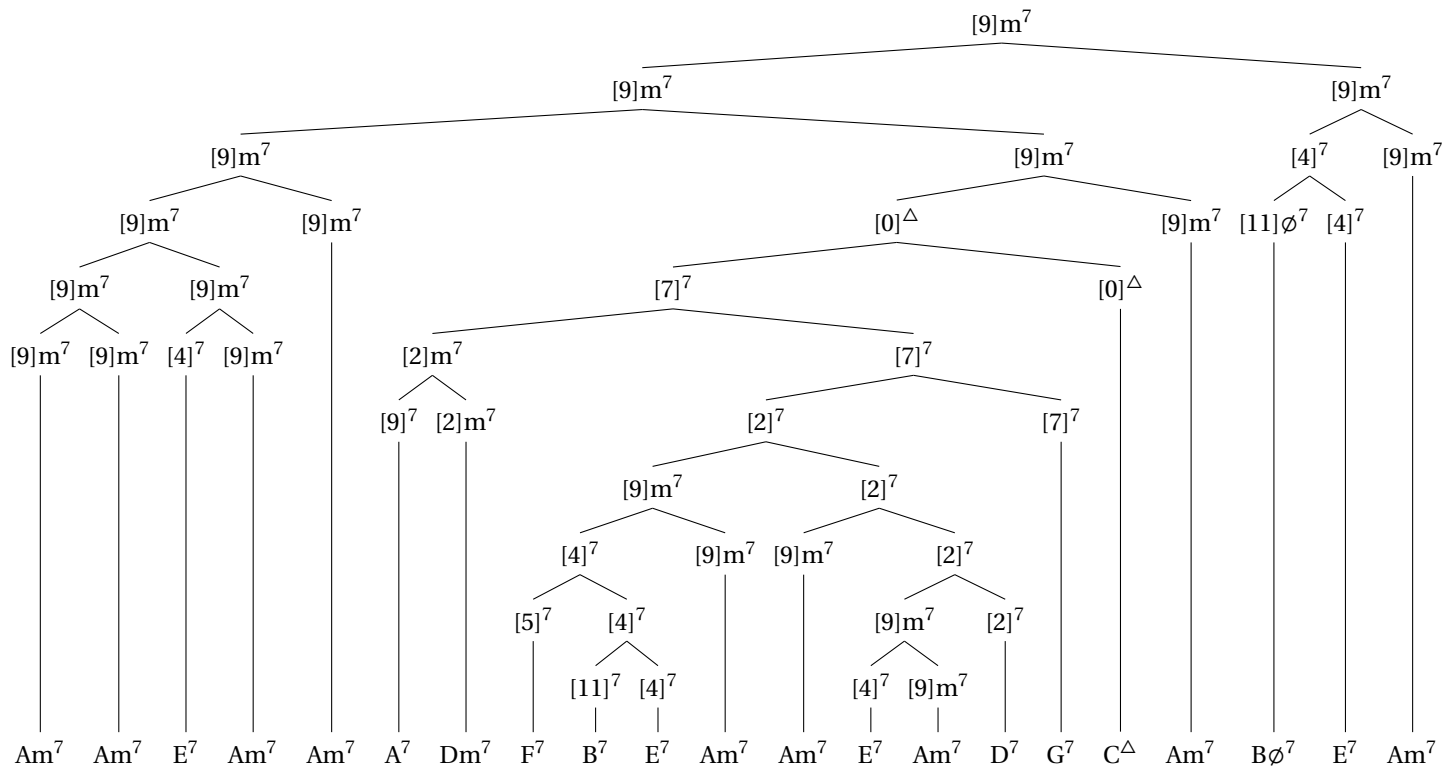 [9]m⁷
[9]m⁷ [9]m⁷
[9]m⁷ [9]m⁷ [4]⁷ [9]m⁷
[9]m⁷ [9]m⁷ [0]△ [9]m⁷ [11]ø⁷ [4]⁷
[9]m⁷ [9]m⁷ [7]⁷ [0]△
[9]m⁷ [9]m⁷ [4]⁷ [9]m⁷ [2]m⁷ [7]⁷
[9]⁷ [2]m⁷ [2]⁷ [7]⁷
[9]m⁷ [2]⁷
[4]⁷ [9]m⁷ [9]m⁷ [2]⁷
[5]⁷ [4]⁷ [9]m⁷ [2]⁷
[11]⁷ [4]⁷ [4]⁷ [9]m⁷
Am⁷ Am⁷ E⁷ Am⁷ Am⁷ A⁷ Dm⁷ F⁷ B⁷ E⁷ Am⁷ Am⁷ E⁷ Am⁷ D⁷ G⁷ C△ Am⁷ Bø⁷ E⁷ Am⁷